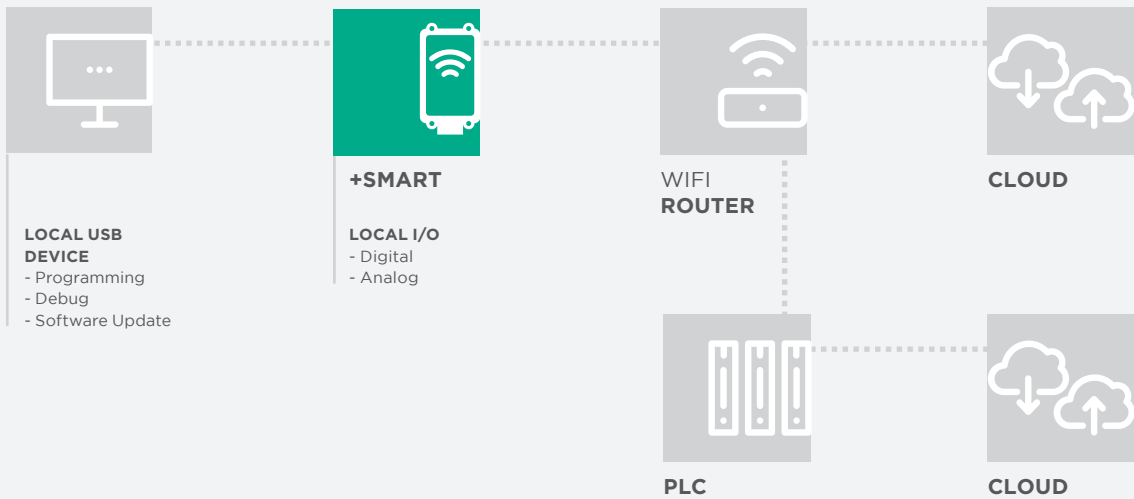 +SMART
WIFI
ROUTER
CLOUD
LOCAL USB
DEVICE
- Programming
- Debug
- Software Update
LOCAL I/O
- Digital
- Analog
PLC
CLOUD